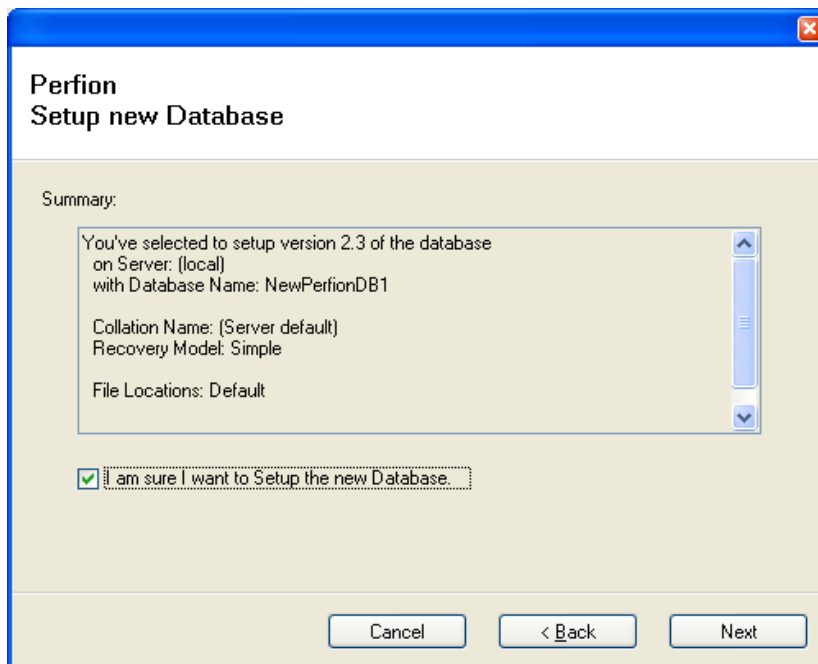 Perfion
Setup new Database
Summary:
You've selected to setup version 2.3 of the database
on Server: (local)
with Database Name: NewPerfionDB1
Collation Name: (Server default)
Recovery Model: Simple
File Locations: Default
I am sure I want to Setup the new Database.
Cancel
< Back
Next